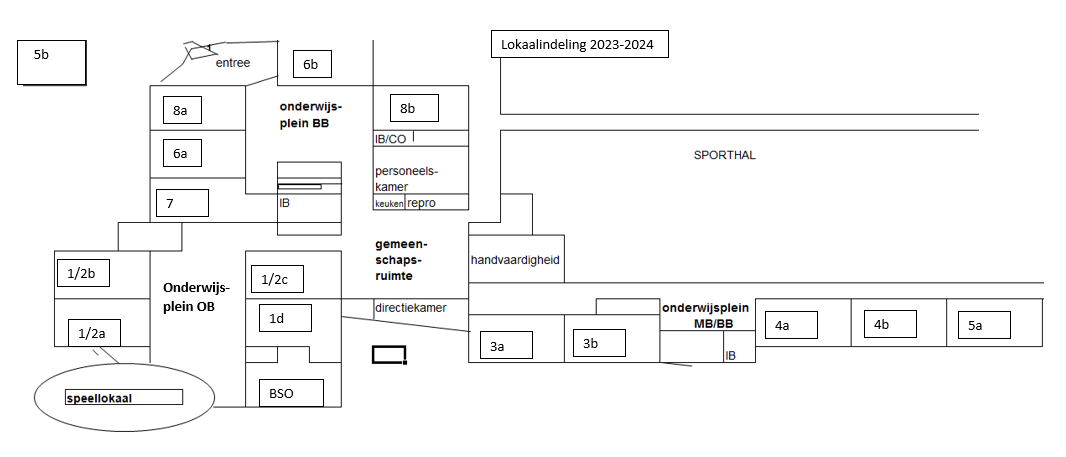 Lokaalindeling 2023-2024
5b
entree
6b
8a
onderwijs-
plein BB
8b
6a
IB/CO
SPORTHAL
personeels-
kamer
7
IB
keuken
repro
gemeen-
schaps-
ruimte
handvaardigheid
1/2b
Onderwijs-
plein OB
1/2c
1/2a
1d
directiekamer
onderwijsplein
MB/BB
3a
3b
IB
4a
4b
5a
speellokaal
BSO